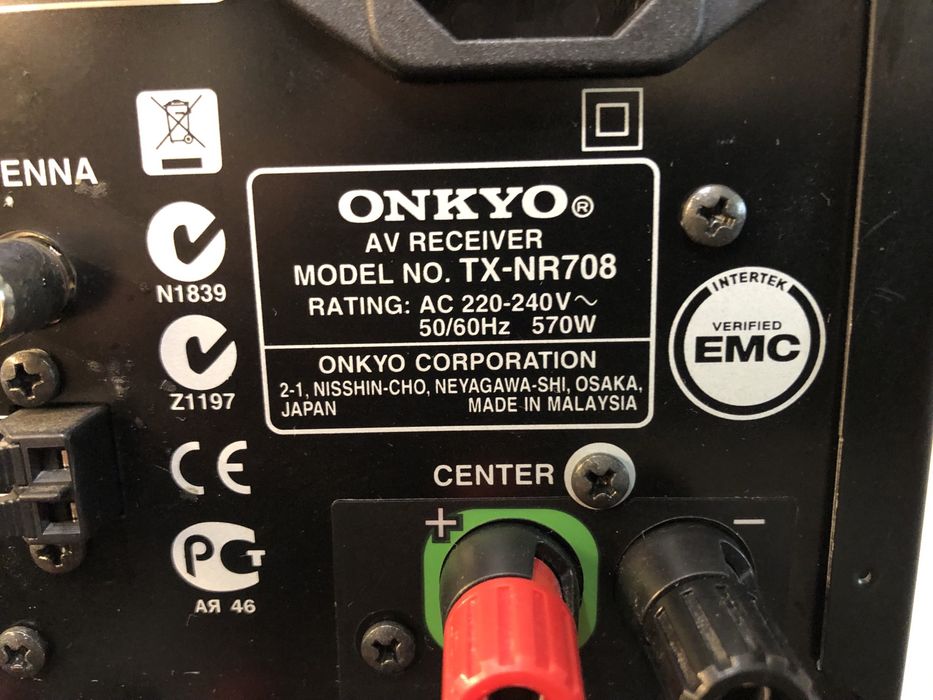 ENNA
N1839
Z1197
CE
PCT
АЯ 46
ONKYO®
AV RECEIVER
MODEL NO. TX-NR708
RATING: AC 220-240V～
50/60Hz 570W
ONKYO CORPORATION
2-1, NISSHIN-CHO, NEYAGAWA-SHI, OSAKA,
JAPAN MADE IN MALAYSIA
INTERTEK
VERIFIED
EMC
CENTER
+ −